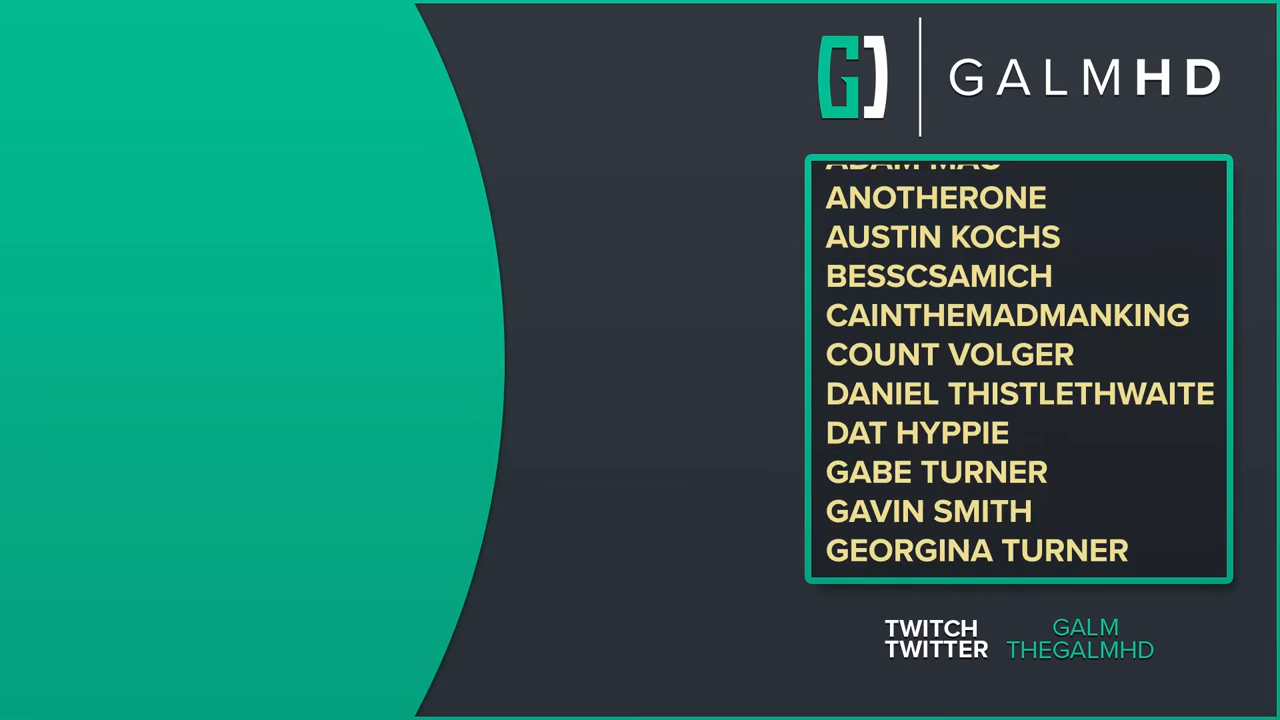 GALMHD
ANOTHERONE
AUSTIN KOCHS
BESSCSAMICH
CAINTHEMADMANKING
COUNT VOLGER
DANIEL THISTLETHWAITE
DAT HYPPIE
GABE TURNER
GAVIN SMITH
GEORGINA TURNER
TWITCH GALM
TWITTER THEGALMHD